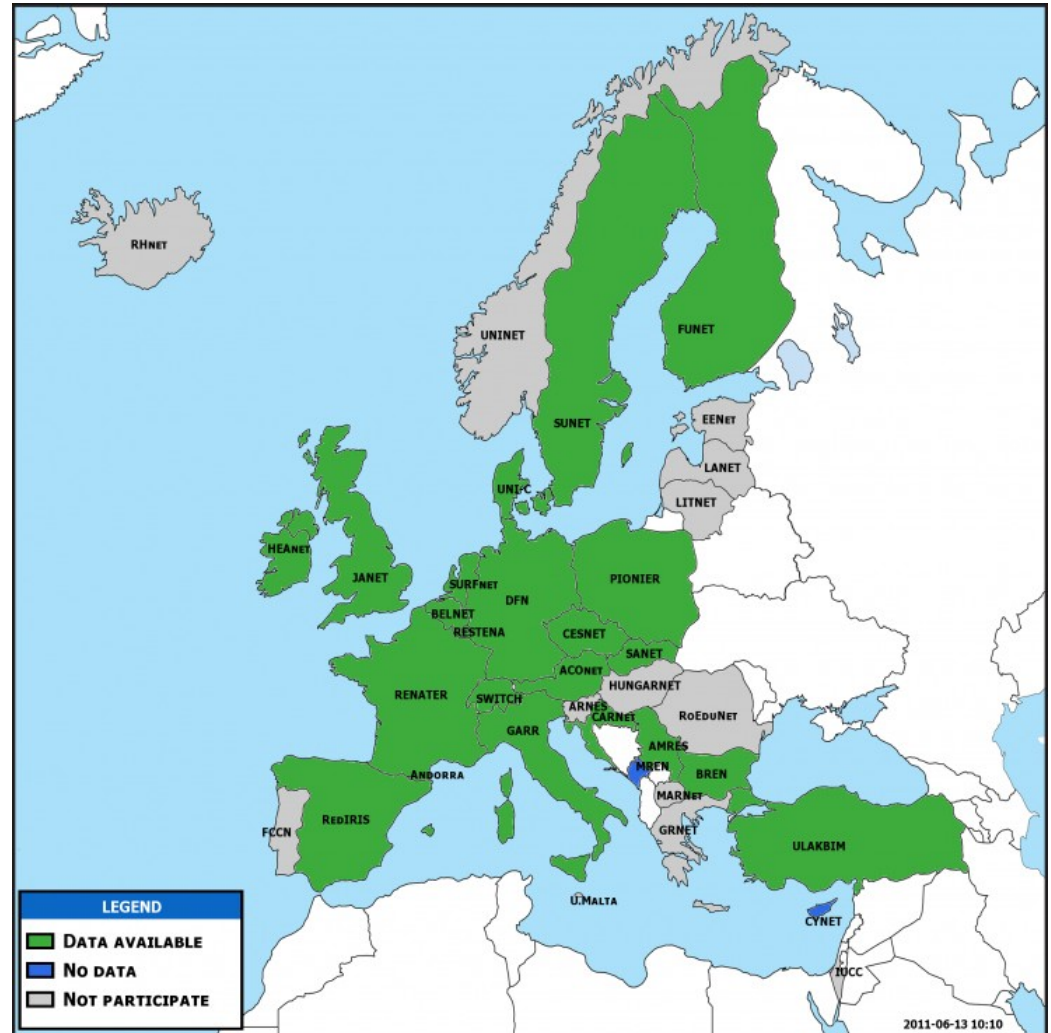 RHNET
UNINET
FUNET
SUNET
EENET
LANET
LITNET
UNI-C
HEANET
JANET
SURFNET
DFN
PIONIER
BELNET
RESTENA
CESNET
SANET
ACONET
RENATER
SWITCH
HUNGARNET
ARNES
CARNET
ROEDUNET
GARR
AMRES
MREN
BREN
ANDORRA
MARNET
REDIRIS
FCCN
GRNET
ULAKBIM
U.MALTA
CYNET
IUCC
LEGEND
DATA AVAILABLE
NO DATA
NOT PARTICIPATE
2011-06-13 10:10